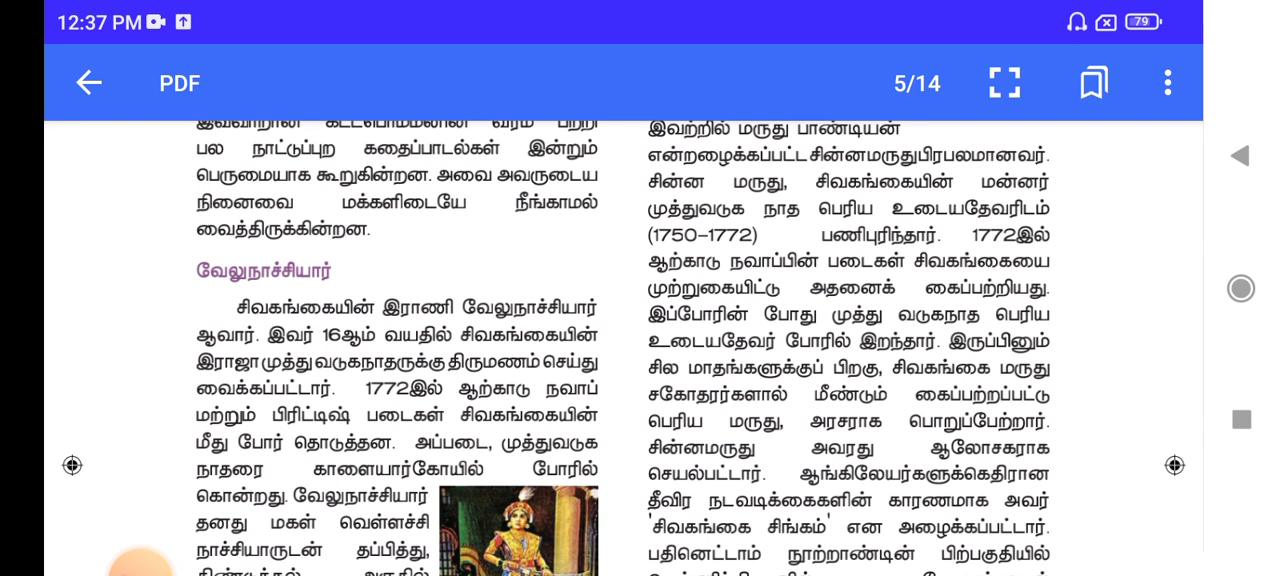 12:37 PM
79
PDF
5/14
இவ்வாறான கட்டபொம்மனின் வீரம் பற்றி
பல நாட்டுப்புற கதைப்பாடல்கள் இன்றும்
பெருமையாக கூறுகின்றன. அவை அவருடைய
நினைவை மக்களிடையே நீங்காமல்
வைத்திருக்கின்றன.
வேலுநாச்சியார்
சிவகங்கையின் இராணி வேலுநாச்சியார்
ஆவார். இவர் 16ஆம் வயதில் சிவகங்கையின்
இராஜா முத்து வடுகநாதருக்கு திருமணம் செய்து
வைக்கப்பட்டார். 1772இல் ஆற்காடு நவாப்
மற்றும் பிரிட்டிஷ் படைகள் சிவகங்கையின்
மீது போர் தொடுத்தன. அப்படை, முத்துவடுக
நாதரை காளையார்கோயில் போரில்
கொன்றது. வேலுநாச்சியார்
தனது மகள் வெள்ளச்சி
நாச்சியாருடன் தப்பித்து,
இவற்றில் மருது பாண்டியன்
என்றழைக்கப்பட்ட சின்னமருது பிரபலமானவர்.
சின்ன மருது, சிவகங்கையின் மன்னர்
முத்துவடுக நாத பெரிய உடையதேவரிடம்
(1750–1772) பணிபுரிந்தார். 1772இல்
ஆற்காடு நவாப்பின் படைகள் சிவகங்கையை
முற்றுகையிட்டு அதனைக் கைப்பற்றியது.
இப்போரின் போது முத்து வடுகநாத பெரிய
உடையதேவர் போரில் இறந்தார். இருப்பினும்
சில மாதங்களுக்குப் பிறகு, சிவகங்கை மருது
சகோதரர்களால் மீண்டும் கைப்பற்றப்பட்டு
பெரிய மருது, அரசராக பொறுப்பேற்றார்.
சின்னமருது அவரது ஆலோசகராக
செயல்பட்டார். ஆங்கிலேயர்களுக்கெதிரான
தீவிர நடவடிக்கைகளின் காரணமாக அவர்
'சிவகங்கை சிங்கம்' என அழைக்கப்பட்டார்.
பதினெட்டாம் நூற்றாண்டின் பிற்பகுதியில்